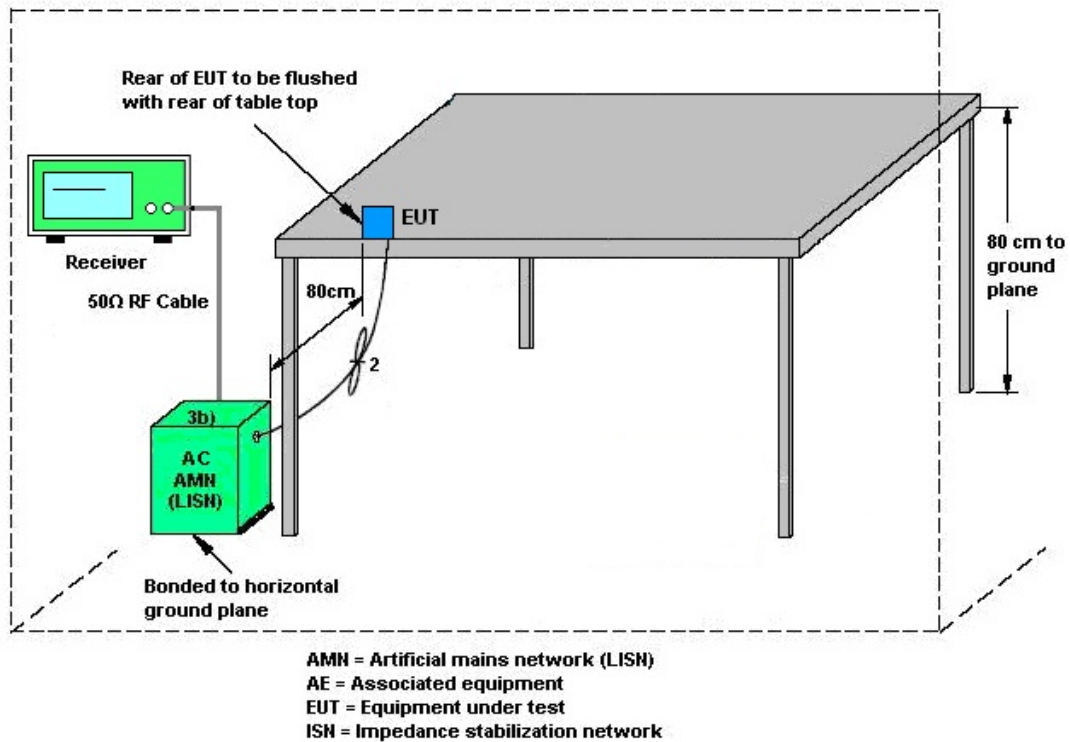 Rear of EUT to be flushed
with rear of table top
EUT
Receiver
50Ω RF Cable
80cm
2
80 cm to
ground
plane
3b)
AC
AMN
(LISN)
Bonded to horizontal
ground plane
AMN = Artificial mains network (LISN)
AE = Associated equipment
EUT = Equipment under test
ISN = Impedance stabilization network